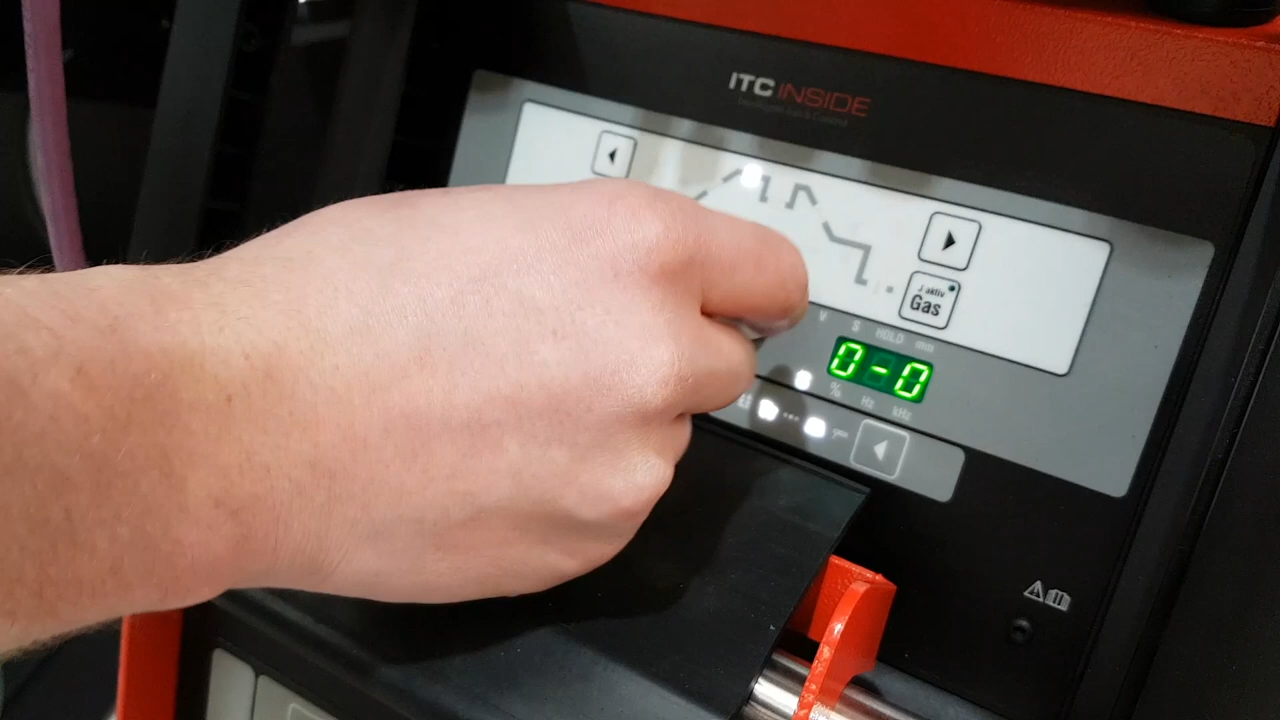 ITC INSIDE
J aktiv
Gas
V S HOLD mm
0-0
% Hz kHz